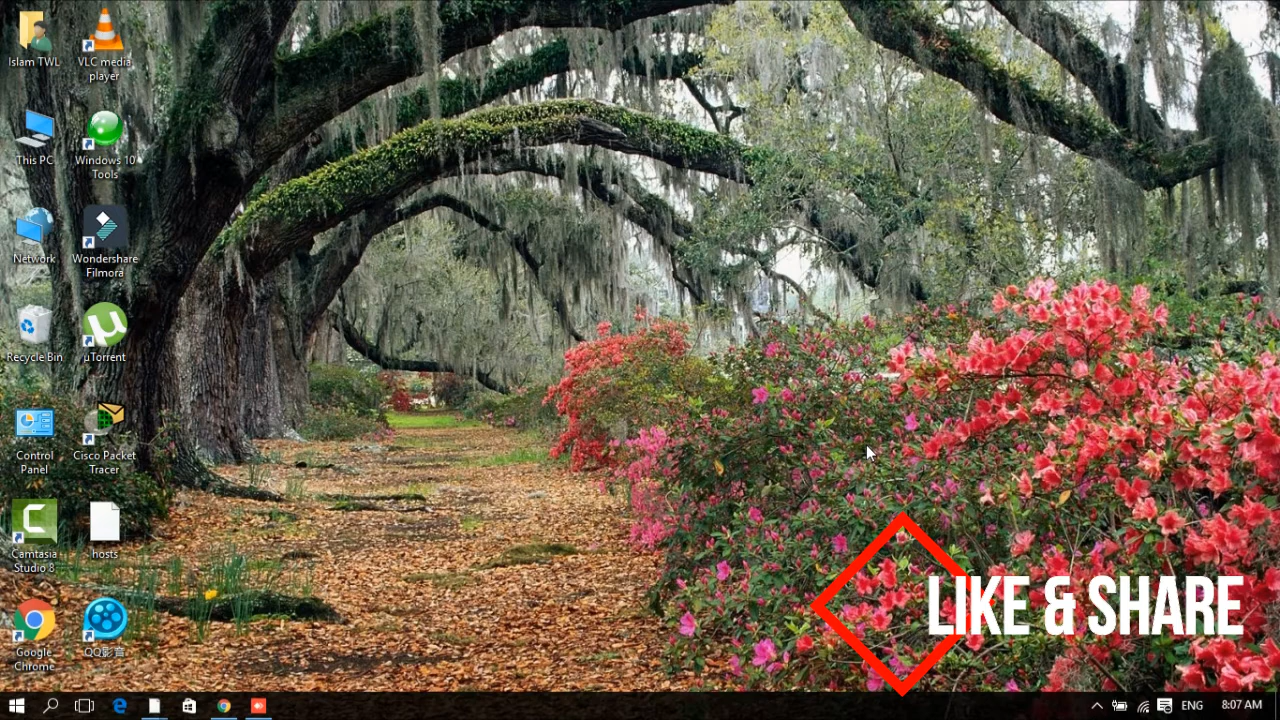 Islam TWL
VLC media
player
This PC
Windows 10
Tools
Network
Wondershare
Filmora
Recycle Bin
µTorrent
Control
Panel
Cisco Packet
Tracer
Camtasia
Studio 8
hosts
Google
Chrome
QQ影音
LIKE & SHARE
ENG
8:07 AM